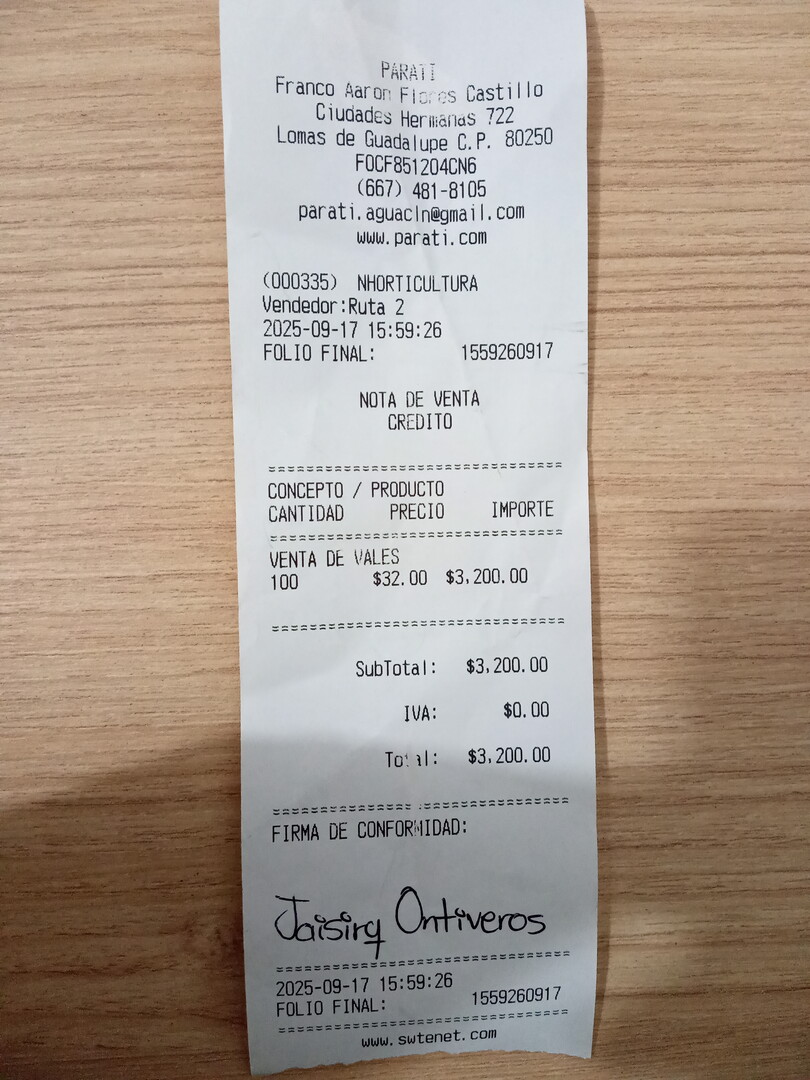 PARATI
Franco Aaron Flores Castillo
Ciudades Hermanas 722
Lomas de Guadalupe C.P. 80250
FOCF851204CN6
(667) 481-8105
parati.aguacln@gmail.com
www.parati.com
(000335) NHORTICULTURA
Vendedor:Ruta 2
2025-09-17 15:59:26
FOLIO FINAL: 1559260917
NOTA DE VENTA
CREDITO
CONCEPTO / PRODUCTO
CANTIDAD PRECIO IMPORTE
VENTA DE VALES
100 $32.00 $3,200.00
SubTotal: $3,200.00
IVA: $0.00
Total: $3,200.00
FIRMA DE CONFORMIDAD:
Jaisirq Ontiveros
2025-09-17 15:59:26
FOLIO FINAL: 1559260917
www.swtenet.com